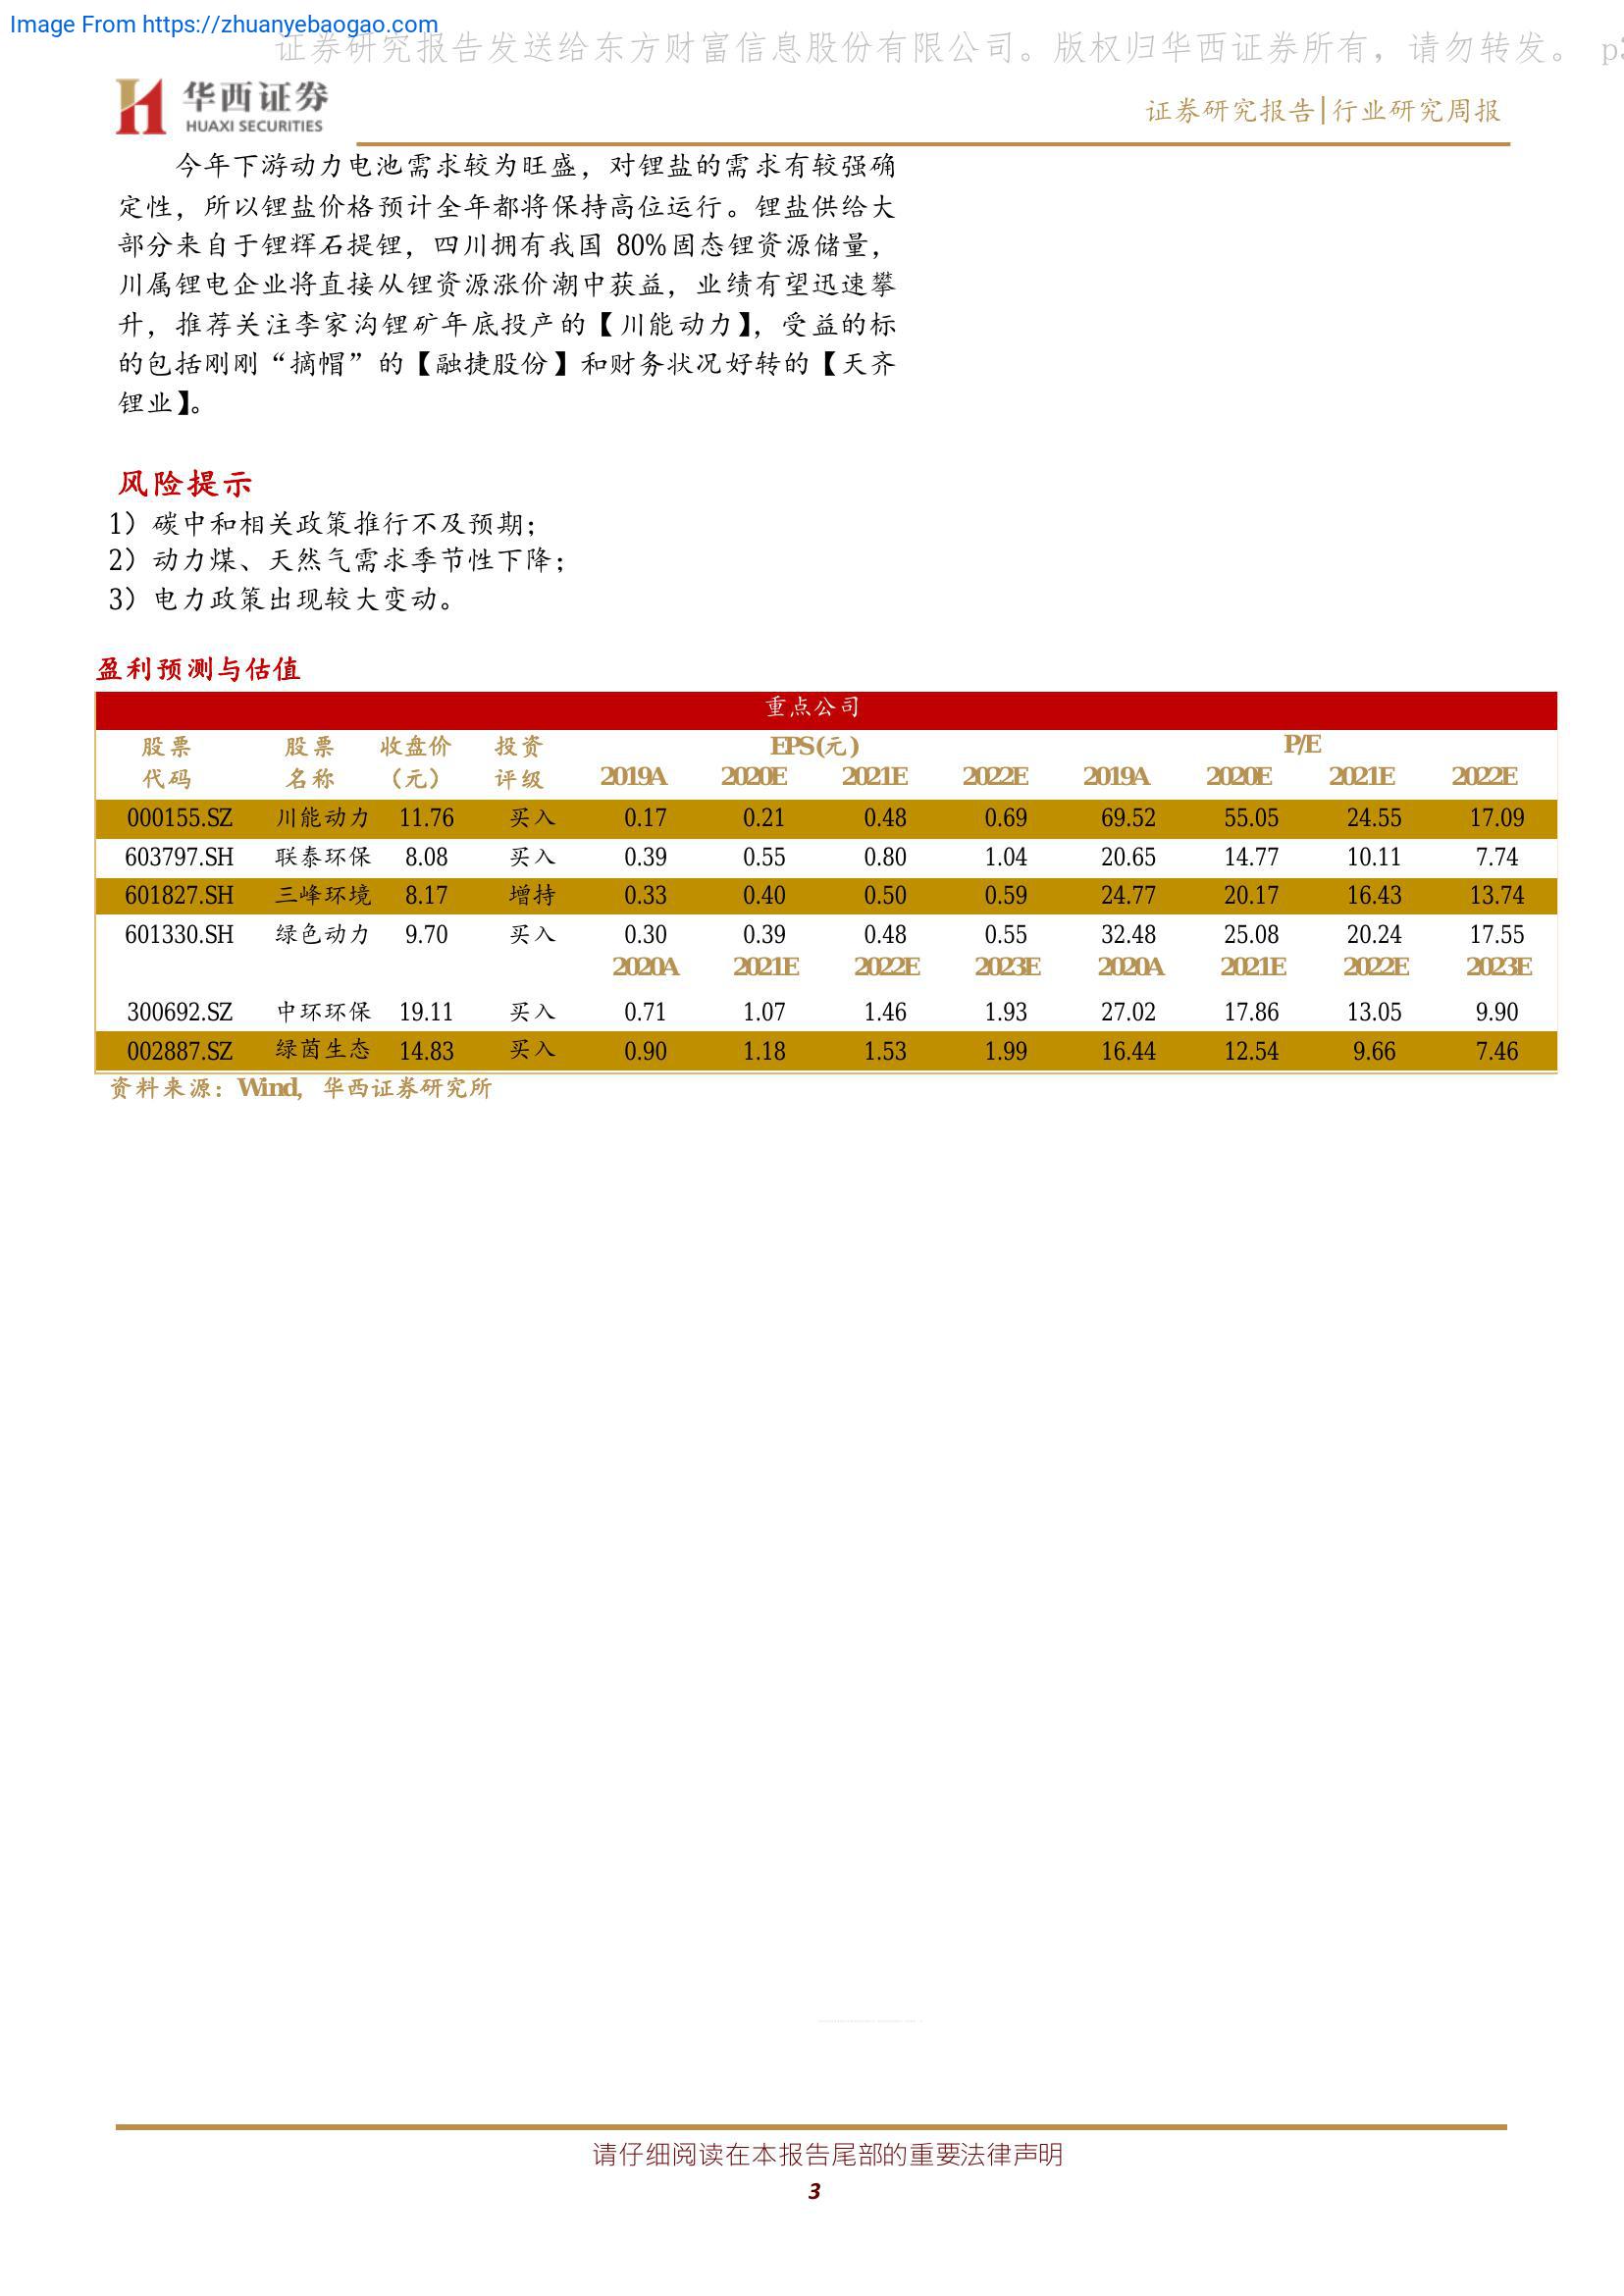 Image From https://zhuanyebaogao.com
证券研究报告发送给东方财富信息股份有限公司。版权归华西证券所有，请勿转发。 p3
华西证券
HUAXI SECURITIES
证券研究报告|行业研究周报
今年下游动力电池需求较为旺盛，对锂盐的需求有较强确
定性，所以锂盐价格预计全年都将保持高位运行。锂盐供给大
部分来自于锂辉石提锂，四川拥有我国 80%固态锂资源储量，
川属锂电企业将直接从锂资源涨价潮中获益，业绩有望迅速攀
升，推荐关注李家沟锂矿年底投产的【川能动力】，受益的标
的包括刚刚“摘帽”的【融捷股份】和财务状况好转的【天齐
锂业】。
风险提示
1）碳中和相关政策推行不及预期；
2）动力煤、天然气需求季节性下降；
3）电力政策出现较大变动。
盈利预测与估值
重点公司
股票 股票 收盘价 投资 EPS(元) P/E
代码 名称 （元） 评级 2019A 2020E 2021E 2022E 2019A 2020E 2021E 2022E
000155.SZ 川能动力 11.76 买入 0.17 0.21 0.48 0.69 69.52 55.05 24.55 17.09
603797.SH 联泰环保 8.08 买入 0.39 0.55 0.80 1.04 20.65 14.77 10.11 7.74
601827.SH 三峰环境 8.17 增持 0.33 0.40 0.50 0.59 24.77 20.17 16.43 13.74
601330.SH 绿色动力 9.70 买入 0.30 0.39 0.48 0.55 32.48 25.08 20.24 17.55
2020A 2021E 2022E 2023E 2020A 2021E 2022E 2023E
300692.SZ 中环环保 19.11 买入 0.71 1.07 1.46 1.93 27.02 17.86 13.05 9.90
002887.SZ 绿茵生态 14.83 买入 0.90 1.18 1.53 1.99 16.44 12.54 9.66 7.46
资料来源：Wind，华西证券研究所
请仔细阅读在本报告尾部的重要法律声明
3